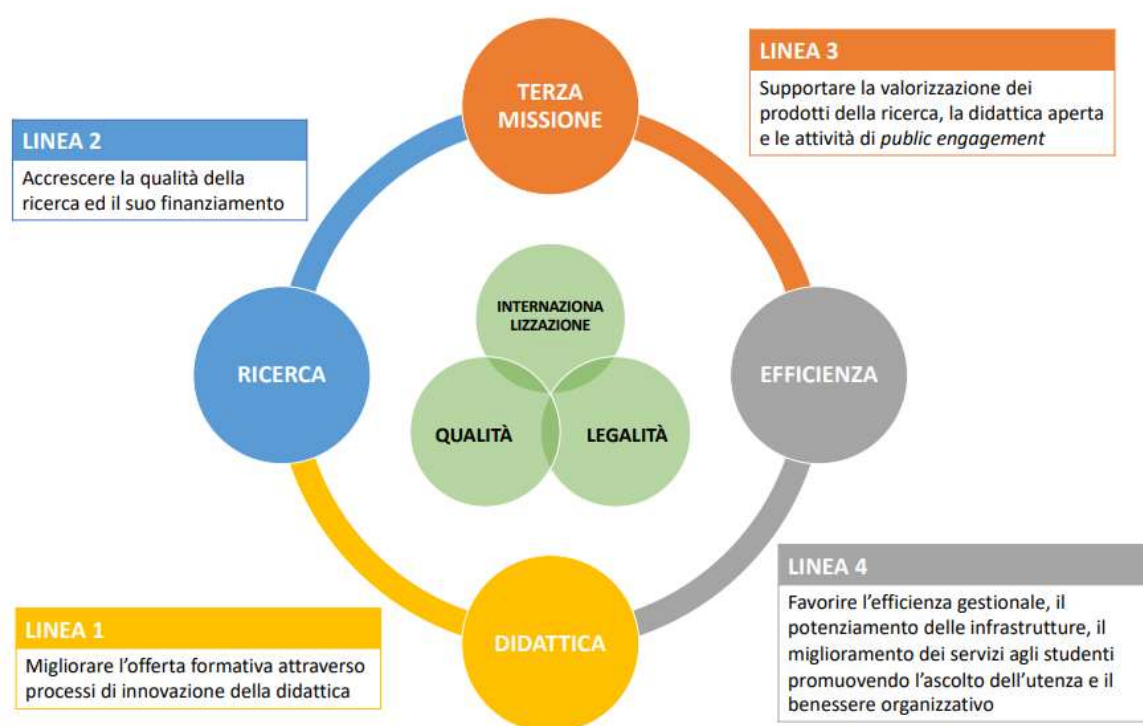 TERZA
MISSIONE
LINEA 3
Supportare la valorizzazione dei
prodotti della ricerca, la didattica aperta
e le attività di public engagement
LINEA 2
Accrescere la qualità della
ricerca ed il suo finanziamento
INTERNAZIONA
LIZZAZIONE
RICERCA
EFFICIENZA
QUALITÀ
LEGALITÀ
LINEA 1
Migliorare l'offerta formativa attraverso
processi di innovazione della didattica
DIDATTICA
LINEA 4
Favorire l'efficienza gestionale, il
potenziamento delle infrastrutture, il
miglioramento dei servizi agli studenti
promuovendo l'ascolto dell'utenza e il
benessere organizzativo